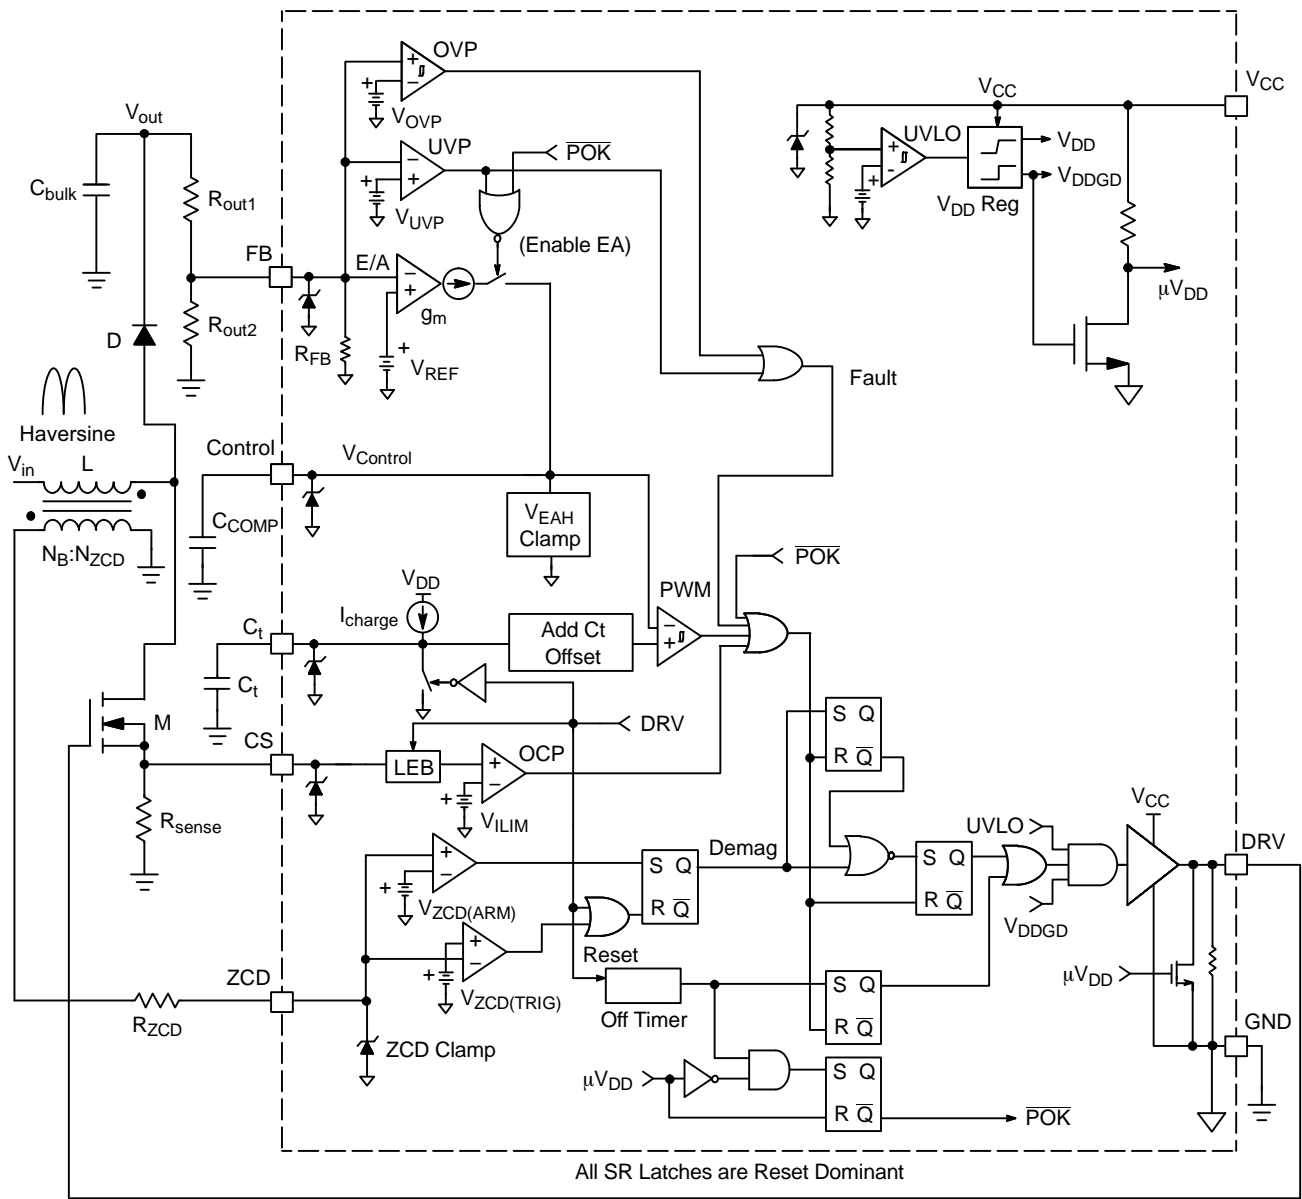 OVP
V_OVP
UVP
V_UVP
POK
(Enable EA)
V_CC
V_CC
UVLO
V_DD
V_DDGD
V_DD Reg
μV_DD
V_out
C_bulk
R_out1
R_out2
FB
E/A
g_m
R_FB
V_REF
D
Fault
Haversine
V_in
L
N_B:N_ZCD
Control
V_Control
C_COMP
V_EAH
Clamp
POK
V_DD
I_charge
PWM
C_t
C_t
Add Ct
Offset
M
DRV
CS
LEB
OCP
V_ILIM
R_sense
S Q
R Q
Demag
V_ZCD(ARM)
S Q
R Q
UVLO
V_CC
DRV
S Q
R Q
V_DDGD
V_ZCD(TRIG)
Reset
ZCD
R_ZCD
Off Timer
S Q
R Q
μV_DD
GND
ZCD Clamp
μV_DD
S Q
R Q
POK
All SR Latches are Reset Dominant